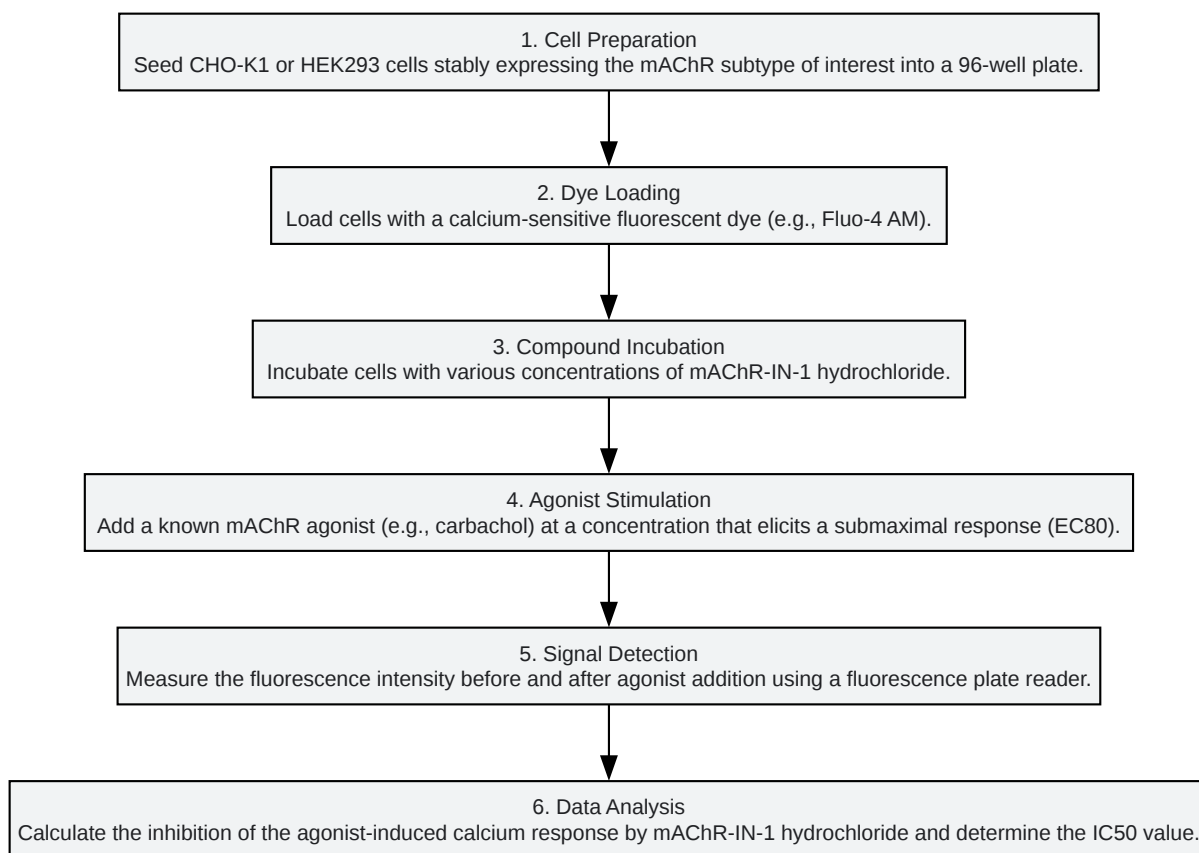 1. Cell Preparation
Seed CHO-K1 or HEK293 cells stably expressing the mAChR subtype of interest into a 96-well plate.
2. Dye Loading
Load cells with a calcium-sensitive fluorescent dye (e.g., Fluo-4 AM).
3. Compound Incubation
Incubate cells with various concentrations of mAChR-IN-1 hydrochloride.
4. Agonist Stimulation
Add a known mAChR agonist (e.g., carbachol) at a concentration that elicits a submaximal response (EC80).
5. Signal Detection
Measure the fluorescence intensity before and after agonist addition using a fluorescence plate reader.
6. Data Analysis
Calculate the inhibition of the agonist-induced calcium response by mAChR-IN-1 hydrochloride and determine the IC50 value.